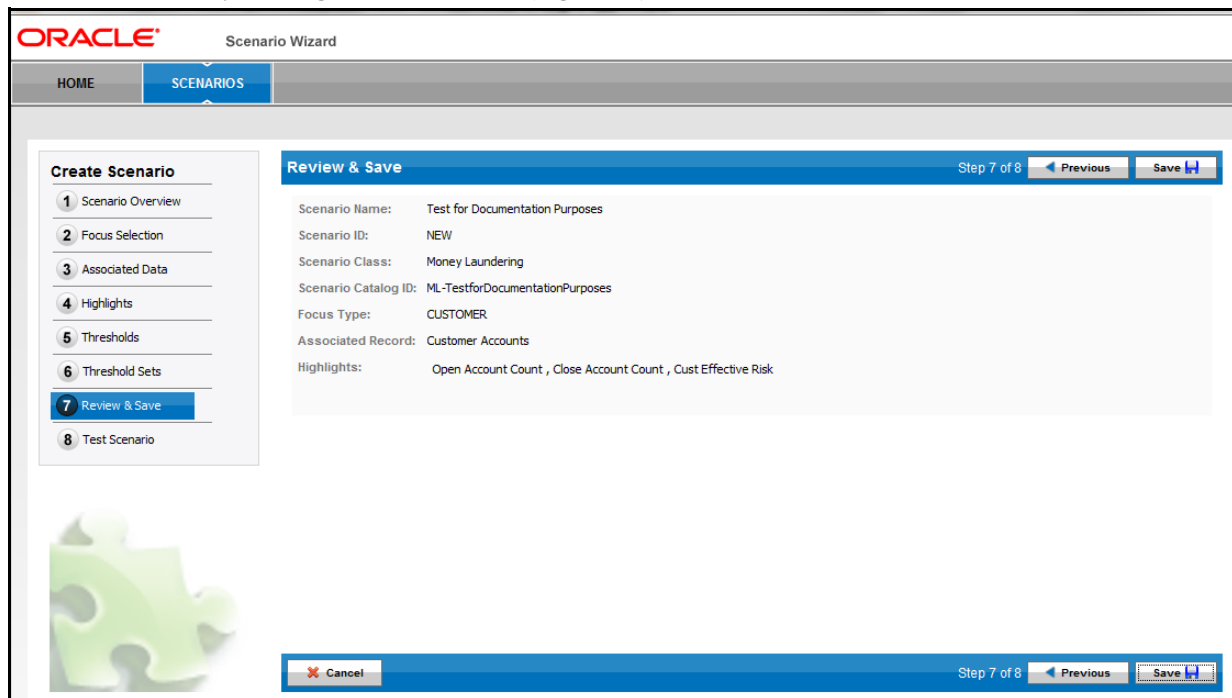 ORACLE Scenario Wizard
HOME SCENARIOS
Create Scenario
1 Scenario Overview
2 Focus Selection
3 Associated Data
4 Highlights
5 Thresholds
6 Threshold Sets
7 Review & Save
8 Test Scenario
Review & Save Step 7 of 8 Previous Save
Scenario Name: Test for Documentation Purposes
Scenario ID: NEW
Scenario Class: Money Laundering
Scenario Catalog ID: ML-TestforDocumentationPurposes
Focus Type: CUSTOMER
Associated Record: Customer Accounts
Highlights: Open Account Count , Close Account Count , Cust Effective Risk
Cancel Step 7 of 8 Previous Save